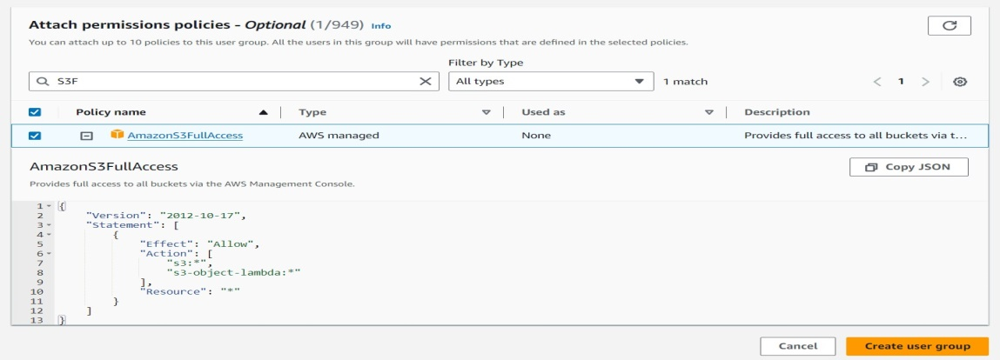 Attach permissions policies - Optional (1/949) Info
You can attach up to 10 policies to this user group. All the users in this group will have permissions that are defined in the selected policies.
Filter by Type
S3F
All types
1 match
1
Policy name Type Used as Description
AmazonS3FullAccess AWS managed None Provides full access to all buckets via t...
AmazonS3FullAccess
Copy JSON
Provides full access to all buckets via the AWS Management Console.
1 {
2 "Version": "2012-10-17",
3 "Statement": [
4 {
5 "Effect": "Allow",
6 "Action": [
7 "s3:*",
8 "s3-object-lambda:*"
9 ],
10 "Resource": "*"
11 }
12 ]
13 }
Cancel
Create user group